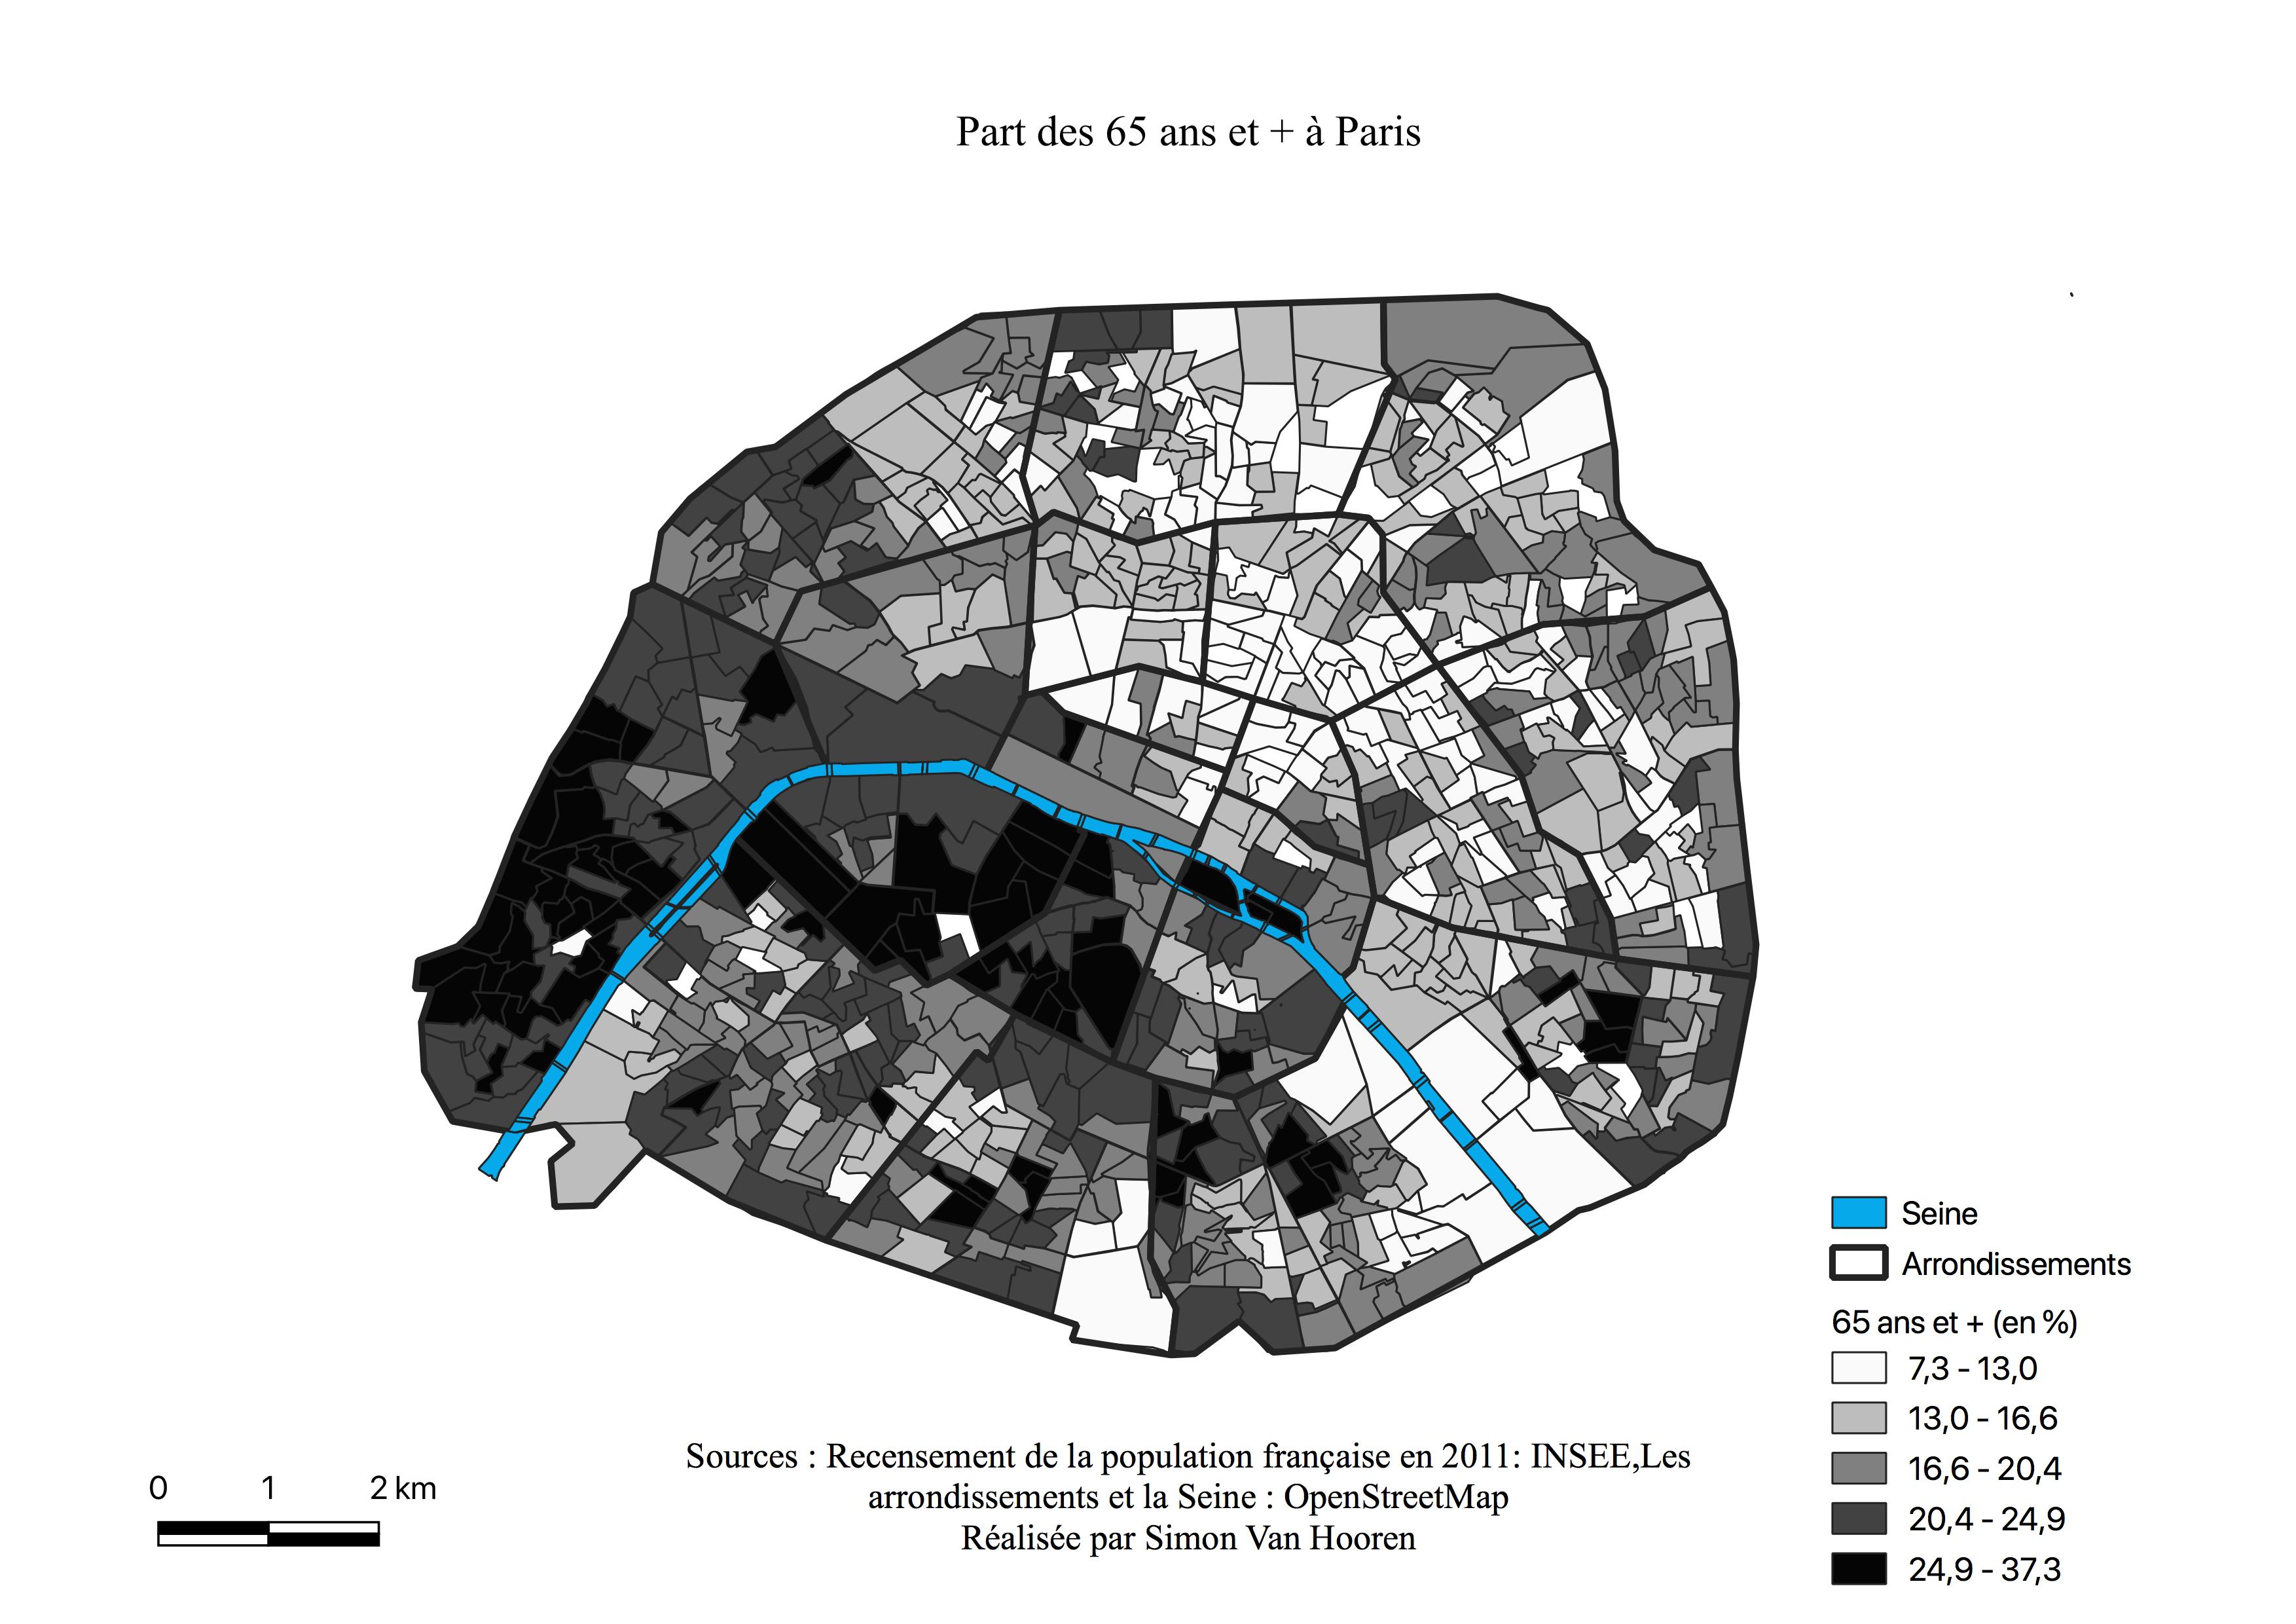 Part des 65 ans et + à Paris
Seine
Arrondissements
65 ans et + (en %)
7,3 - 13,0
13,0 - 16,6
16,6 - 20,4
20,4 - 24,9
24,9 - 37,3
0 1 2 km
Sources : Recensement de la population française en 2011: INSEE,Les
arrondissements et la Seine : OpenStreetMap
Réalisée par Simon Van Hooren